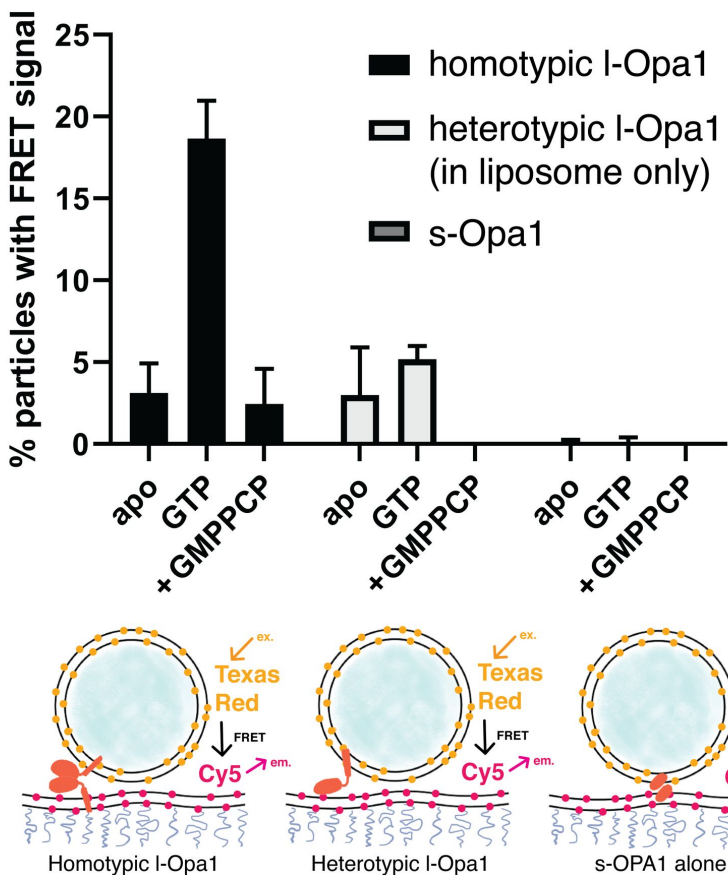 % particles with FRET signal
25
20
15
10
5
0
homotypic l-Opa1
heterotypic l-Opa1
(in liposome only)
s-Opa1
apo
GTP
+GMPPCP
apo
GTP
+GMPPCP
apo
GTP
+GMPPCP
ex.
Texas
Red
FRET
Cy5
em.
ex.
Texas
Red
FRET
Cy5
em.
Homotypic l-Opa1
Heterotypic l-Opa1
s-OPA1 alone